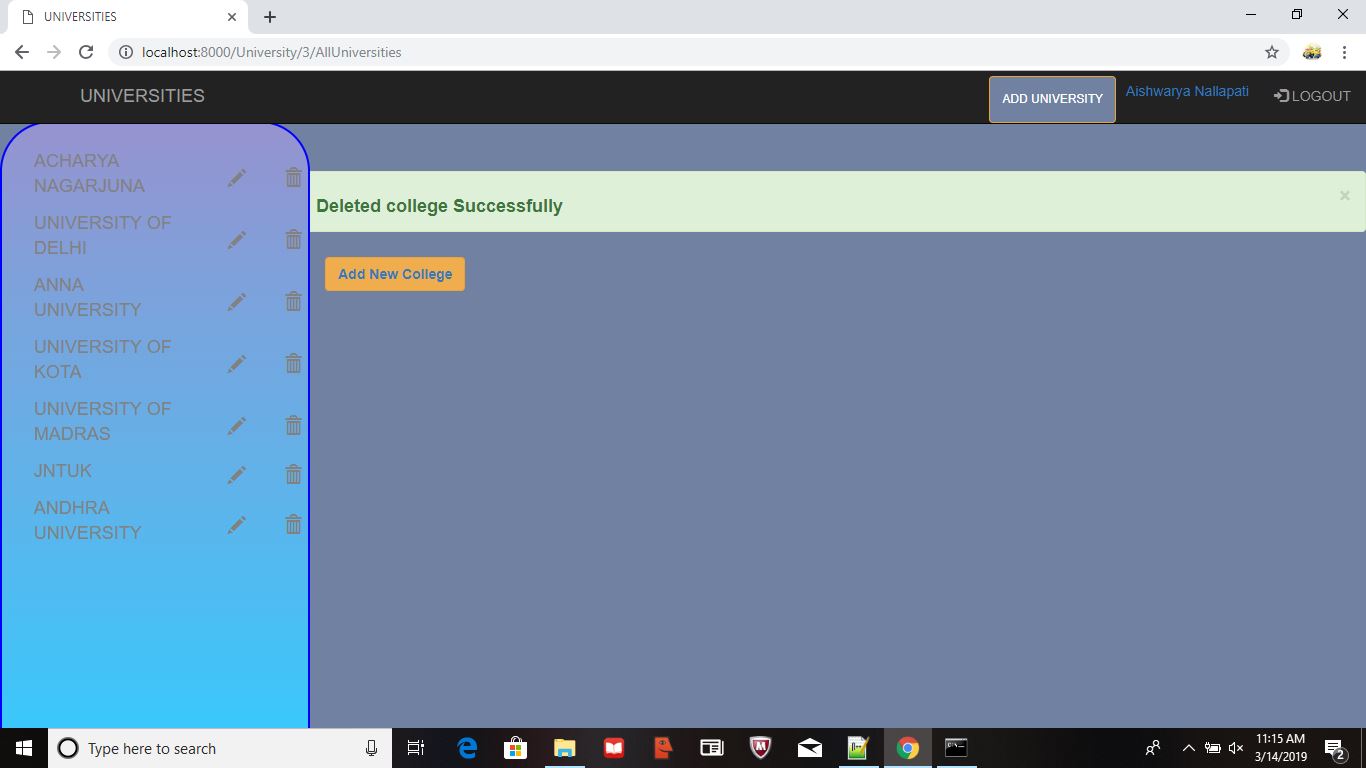 UNIVERSITIES
localhost:8000/University/3/AllUniversities
UNIVERSITIES
ADD UNIVERSITY
Aishwarya Nallapati
LOGOUT
ACHARYA
NAGARJUNA
UNIVERSITY OF
DELHI
ANNA
UNIVERSITY
UNIVERSITY OF
KOTA
UNIVERSITY OF
MADRAS
JNTUK
ANDHRA
UNIVERSITY
Deleted college Successfully
×
Add New College
Type here to search
11:15 AM
3/14/2019
2